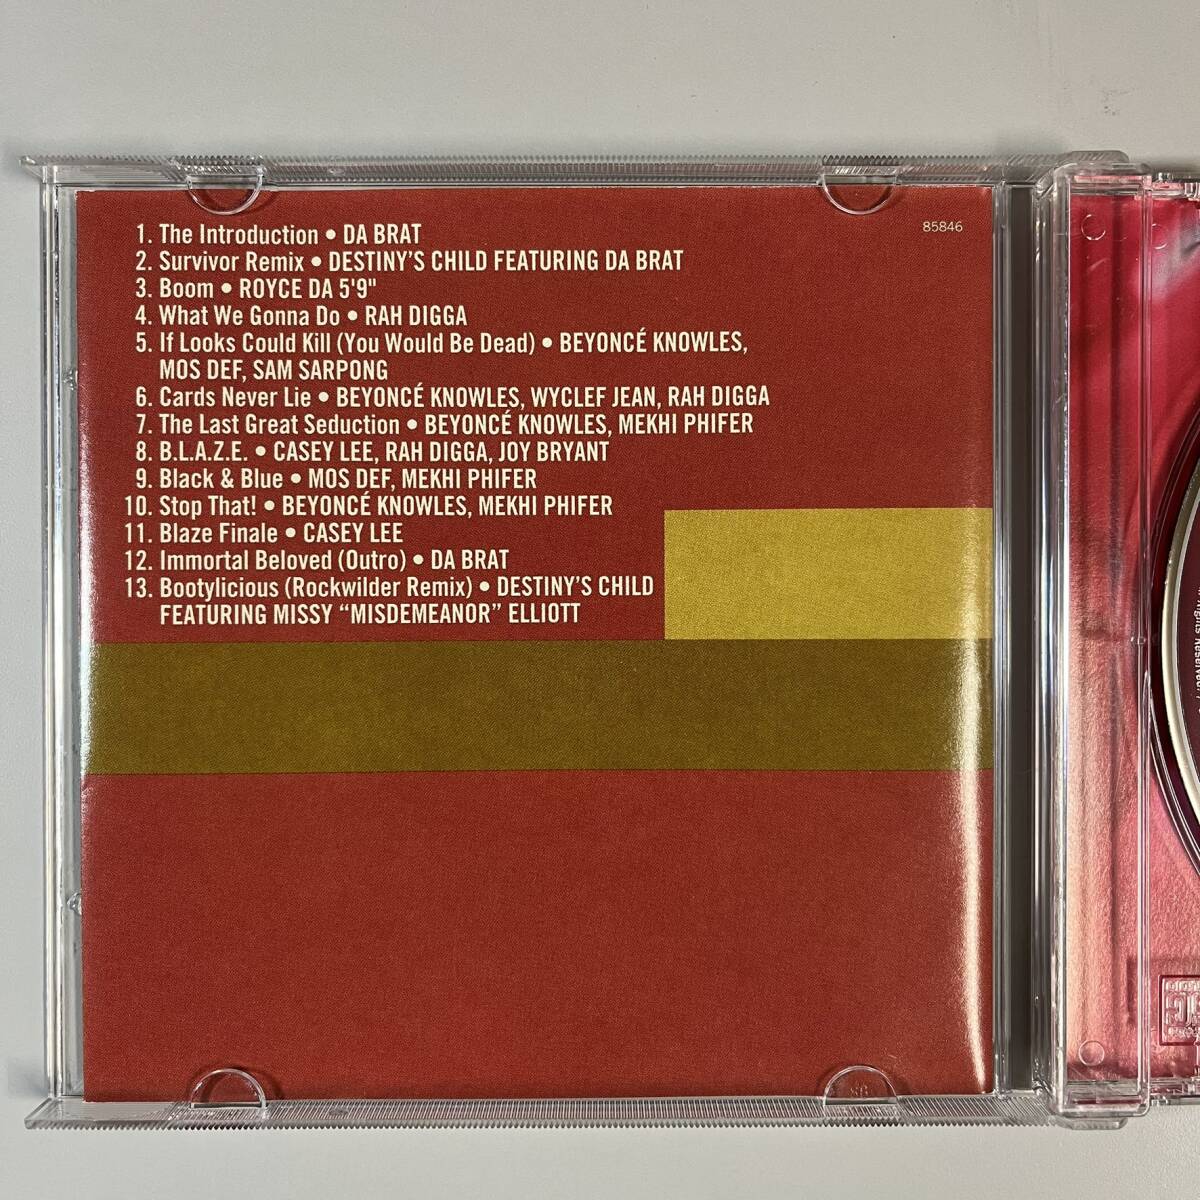 85846
1. The Introduction • DA BRAT
2. Survivor Remix • DESTINY'S CHILD FEATURING DA BRAT
3. Boom • ROYCE DA 5'9"
4. What We Gonna Do • RAH DIGGA
5. If Looks Could Kill (You Would Be Dead) • BEYONCÉ KNOWLES,
MOS DEF, SAM SARPONG
6. Cards Never Lie • BEYONCÉ KNOWLES, WYCLEF JEAN, RAH DIGGA
7. The Last Great Seduction • BEYONCÉ KNOWLES, MEKHI PHIFER
8. B.L.A.Z.E. • CASEY LEE, RAH DIGGA, JOY BRYANT
9. Black & Blue • MOS DEF, MEKHI PHIFER
10. Stop That! • BEYONCÉ KNOWLES, MEKHI PHIFER
11. Blaze Finale • CASEY LEE
12. Immortal Beloved (Outro) • DA BRAT
13. Bootylicious (Rockwilder Remix) • DESTINY'S CHILD
FEATURING MISSY “MISDEMEANOR” ELLIOTT